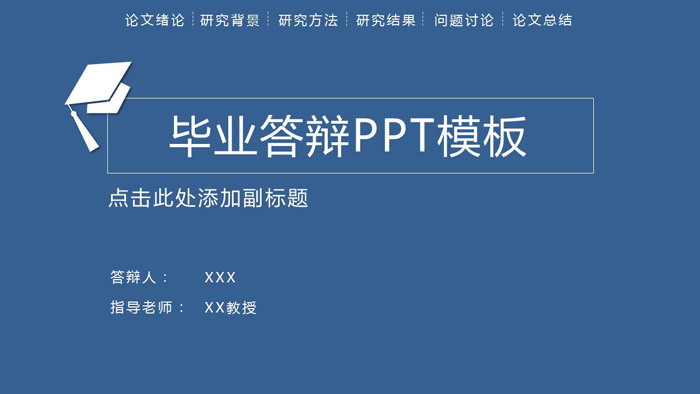 论文绪论 研究背景 研究方法 研究结果 问题讨论 论文总结
毕业答辩PPT模板
点击此处添加副标题
答辩人： XXX
指导老师： XX教授